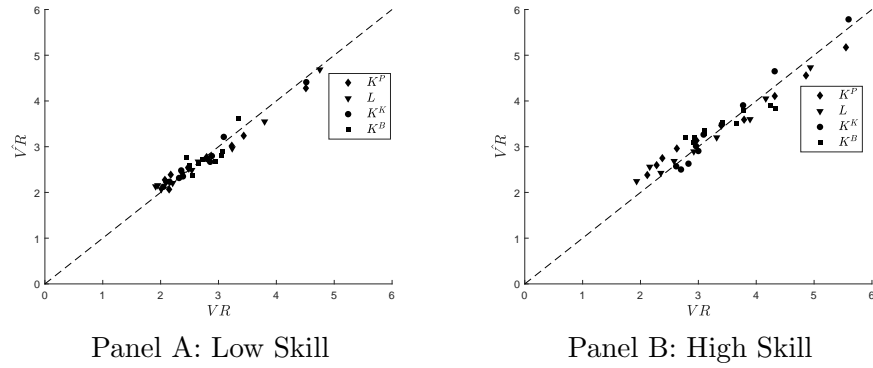 6
5
4
3
2
1
0
0 1 2 3 4 5 6
V̂R
VR
K^P
L
K^K
K^B
Panel A: Low Skill
6
5
4
3
2
1
0
0 1 2 3 4 5 6
V̂R
VR
K^P
L
K^K
K^B
Panel B: High Skill